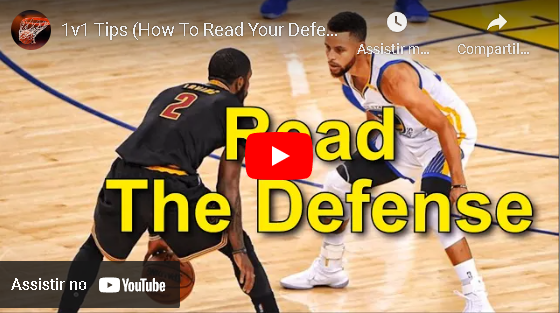 1v1 Tips (How To Read Your Defe...
Assistir m...
Compartil...
2
Read
The Defense
Assistir no YouTube